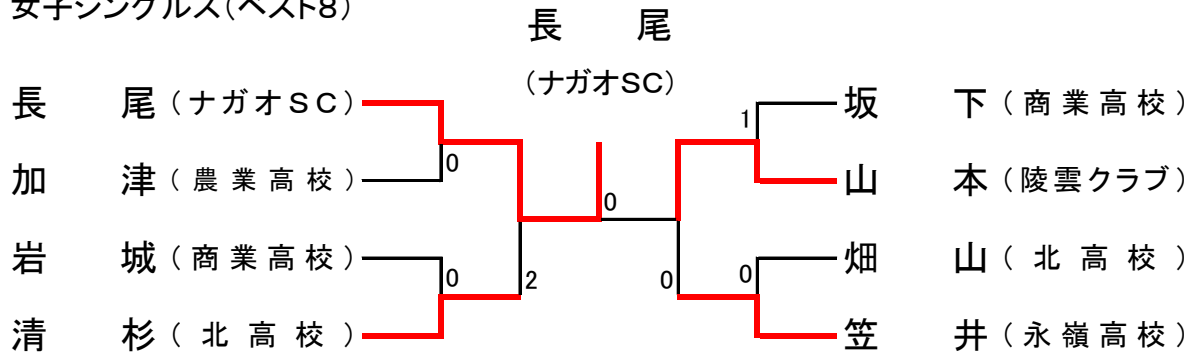 女子シングルス(ベスト8)
長 尾
(ナガオSC)
長 尾 (ナガオSC) 坂 下 (商業高校)
1
加 津 (農業高校) 0 山 本 (陵雲クラブ)
0
岩 城 (商業高校) 畑 山 (北高校)
0 2 0 0
清 杉 (北高校) 笠 井 (永嶺高校)